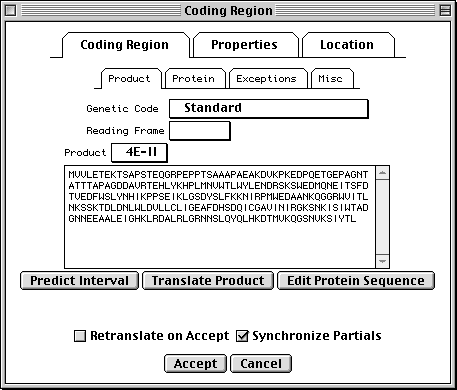 Coding Region
Coding Region Properties Location
Product Protein Exceptions Misc
Genetic Code Standard
Reading Frame
Product 4E-II
MVVLETEKTSAPSTEQGRPEPPTSAAAPAEAKDVKPKEDPQETGEPAGNT
ATTTAPAGDDAVRTEHLYKHPLMNVWTLWYLENDRSKSWEDMQNEITSFD
TVEDFWSLYNHIKPPSEIKLGSDYSLFKKNIRPMWEDAANKQGGRWVITL
NKSSKTDLDNLWLDVLLCLIGEAFDHSDQICGAVINIRGKSNKISIWTAD
GNNEEAALEIGHKLRDALRLGRNNSLQYQLHKDTMVKQGSNVKSIYTL
Predict Interval Translate Product Edit Protein Sequence
Retranslate on Accept Synchronize Partials
Accept Cancel